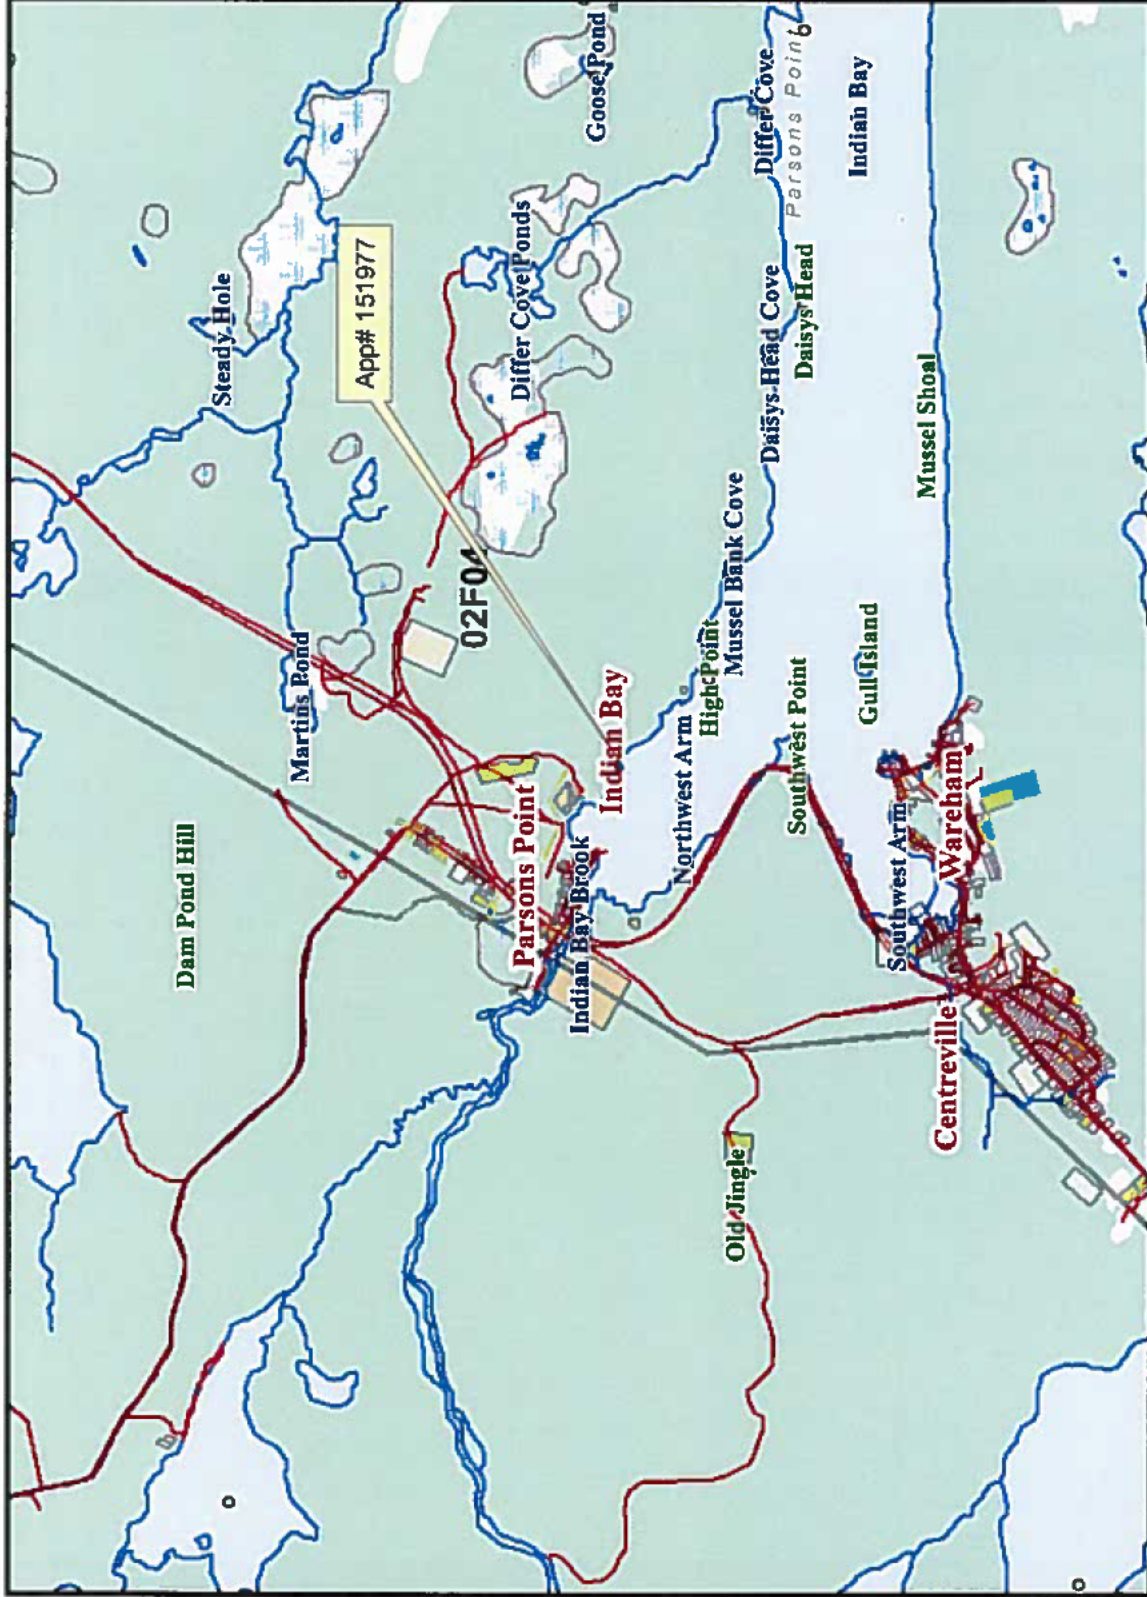 Dam Pond Hill
Steady Hole
Martins Pond
App# 151977
02F04
Differ Cove Ponds
Goose Pond
Parsons Point
Indian Bay
Indian Bay Brook
Northwest Arm
High Point
Mussel Bank Cove
Daisys Head Cove
Daisys Head
Differ Cove
Parsons Point
Indian Bay
Old Jingle
Southwest Point
Gull Island
Mussel Shoal
Southwest Arm
Wareham
Centreville